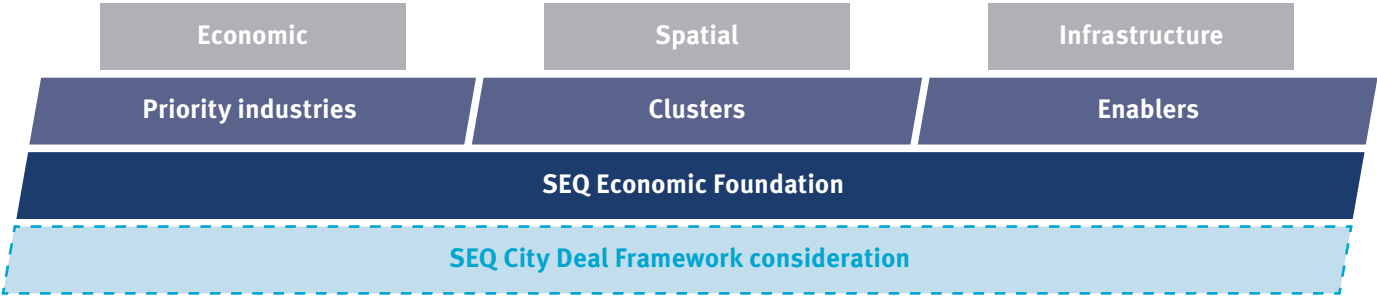 Economic
Spatial
Infrastructure
Priority industries
Clusters
Enablers
SEQ Economic Foundation
SEQ City Deal Framework consideration